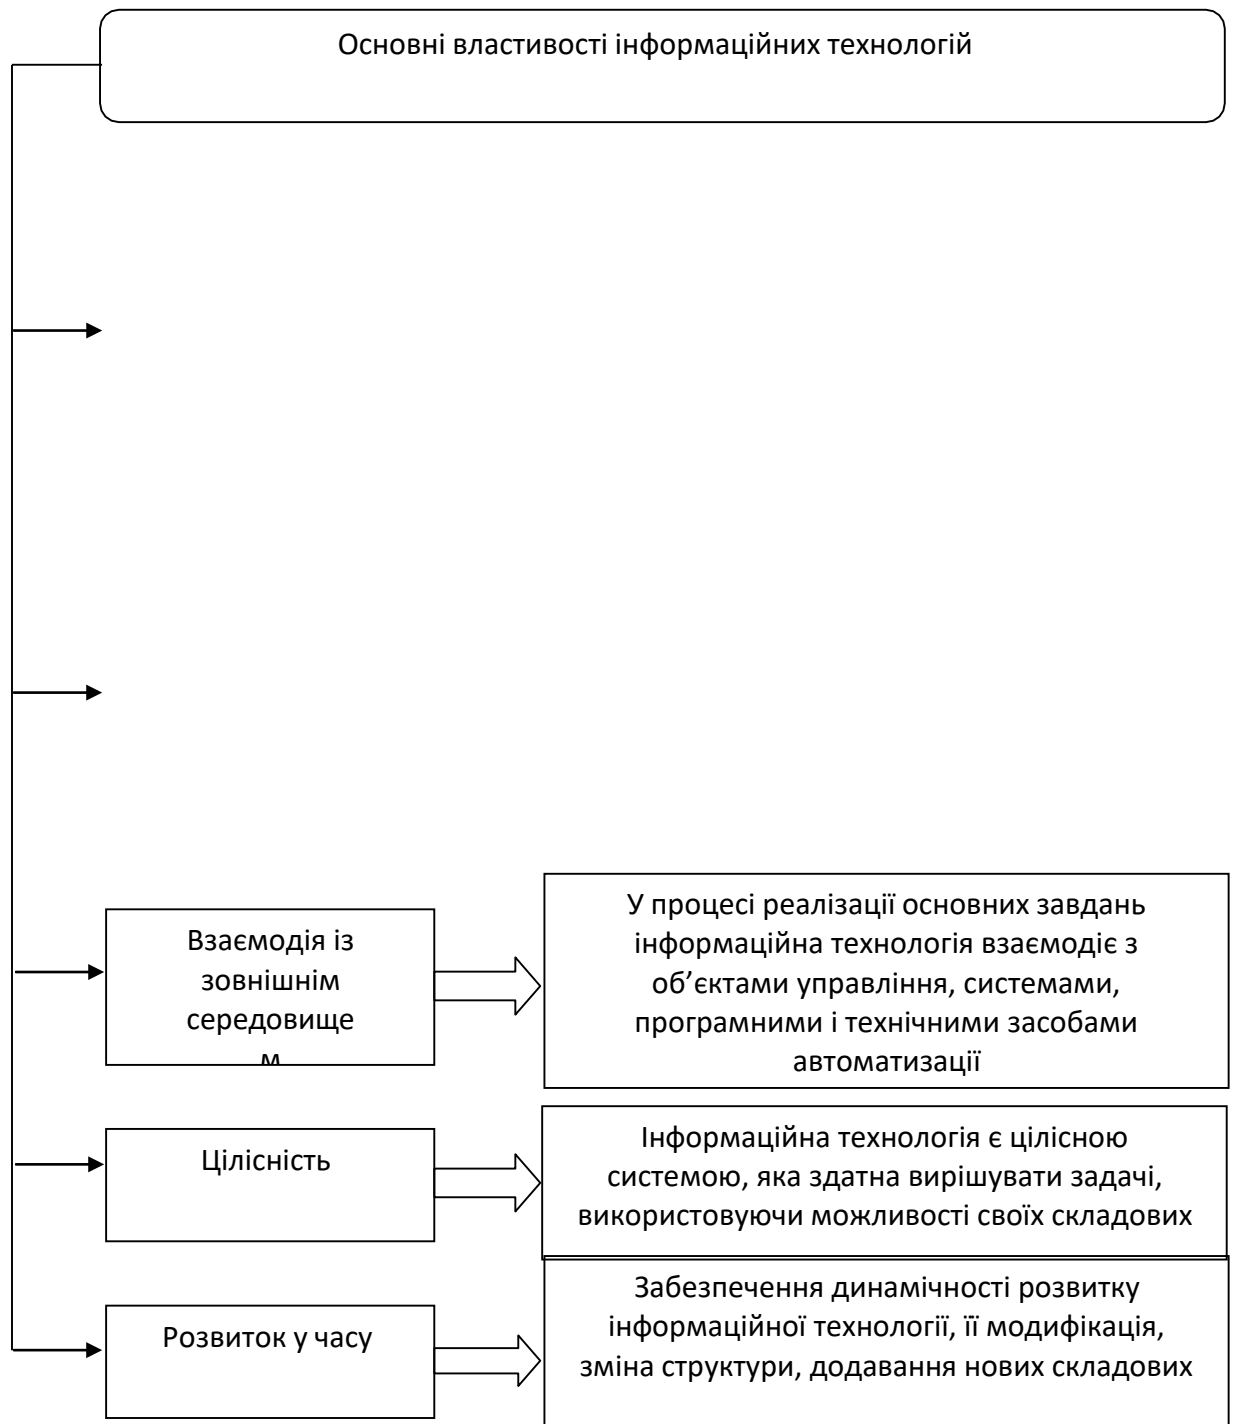 Основні властивості інформаційних технологій
Взаємодія із
зовнішнім
середовище
м
У процесі реалізації основних завдань
інформаційна технологія взаємодіє з
об’єктами управління, системами,
програмними і технічними засобами
автоматизації
Цілісність
Інформаційна технологія є цілісною
системою, яка здатна вирішувати задачі,
використовуючи можливості своїх складових
Розвиток у часу
Забезпечення динамічності розвитку
інформаційної технології, її модифікація,
зміна структури, додавання нових складових